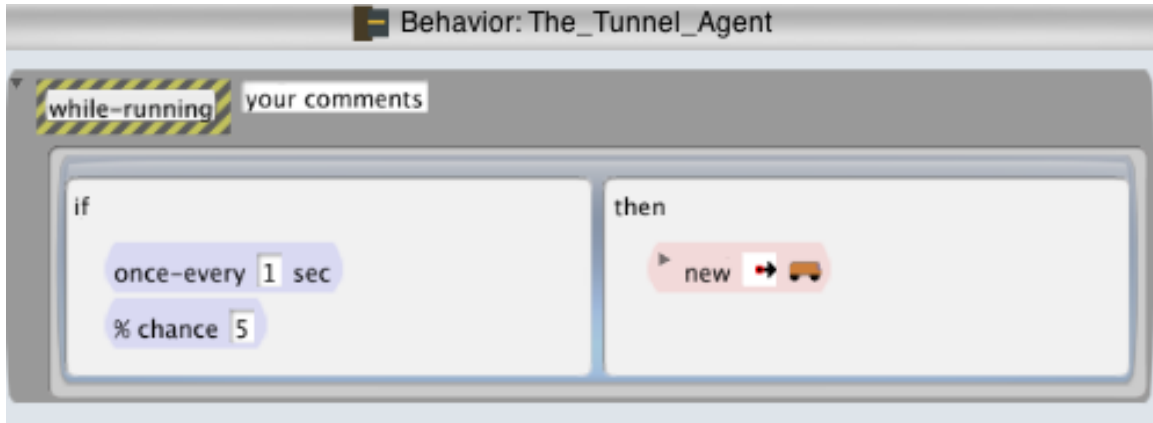 Behavior: The_Tunnel_Agent
while-running your comments
if
once-every 1 sec
% chance 5
then
new